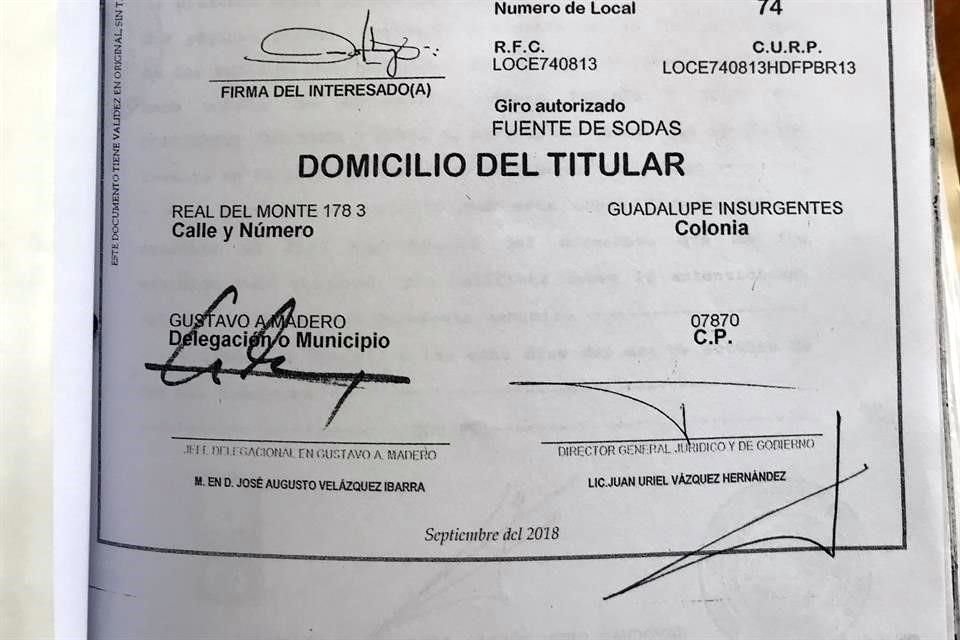 Numero de Local 74
R.F.C. C.U.R.P.
LOCE740813 LOCE740813HDFPBR13
FIRMA DEL INTERESADO(A)
Giro autorizado
FUENTE DE SODAS
DOMICILIO DEL TITULAR
REAL DEL MONTE 178 3 GUADALUPE INSURGENTES
Calle y Número Colonia
GUSTAVO A MADERO 07870
Delegación o Municipio C.P.
JEFE DELEGACIONAL EN GUSTAVO A. MADERO DIRECTOR GENERAL JURIDICO Y DE GOBIERNO
M. EN D. JOSÉ AUGUSTO VELÁZQUEZ IBARRA LIC.JUAN URIEL VÁZQUEZ HERNÁNDEZ
Septiembre del 2018
ESTE DOCUMENTO TIENE VALIDEZ EN ORIGINAL, SIN